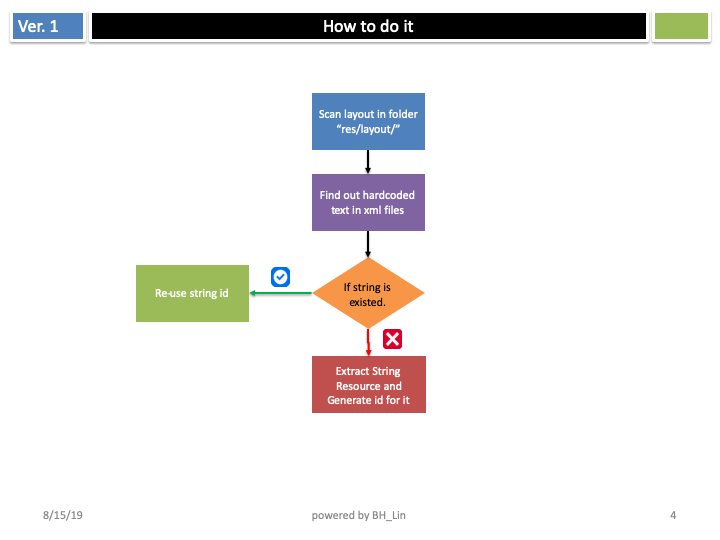 Ver. 1
How to do it
Scan layout in folder
“res/layout/”
Find out hardcoded
text in xml files
If string is
existed.
Re-use string id
Extract String
Resource and
Generate id for it
8/15/19
powered by BH_Lin
4